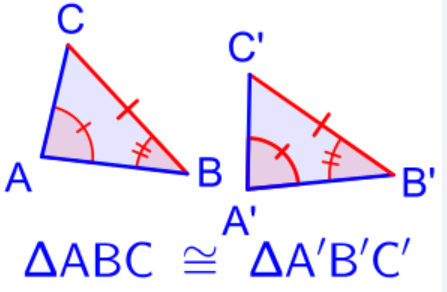 C
C'
A
B
B'
A'
ΔABC ≅ ΔA′B′C′